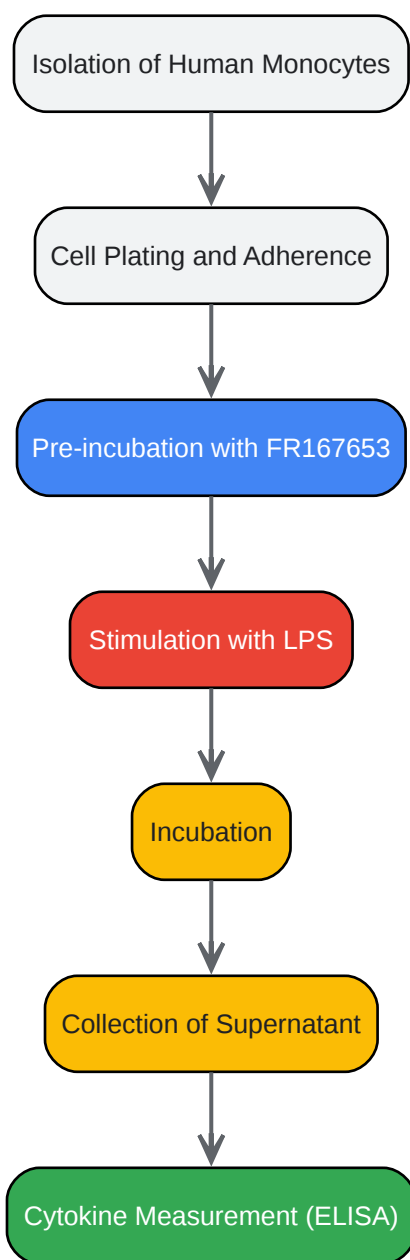 Isolation of Human Monocytes
Cell Plating and Adherence
Pre-incubation with FR167653
Stimulation with LPS
Incubation
Collection of Supernatant
Cytokine Measurement (ELISA)